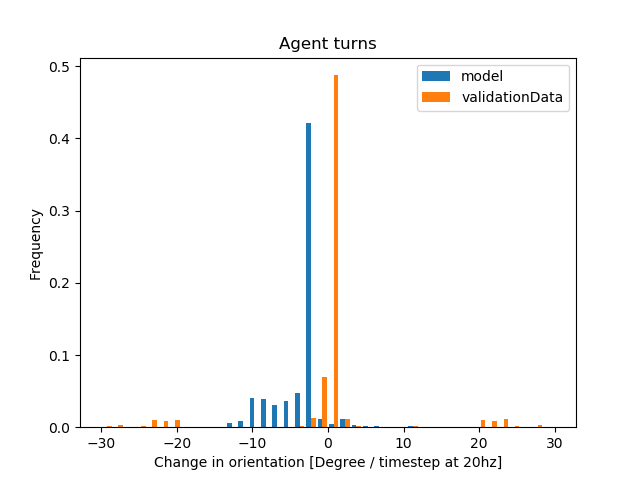 Agent turns
model
validationData
0.5
0.4
0.3
0.2
0.1
0.0
Frequency
−30 −20 −10 0 10 20 30
Change in orientation [Degree / timestep at 20hz]